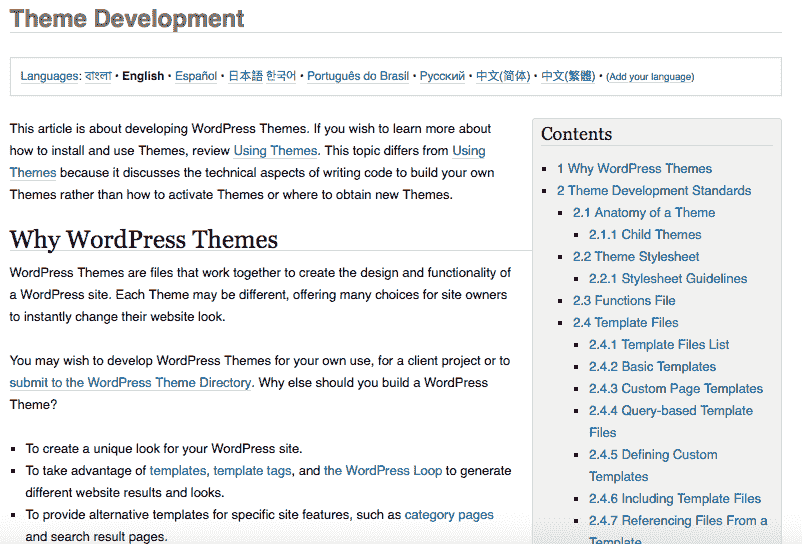 Theme Development
Languages: বাংলা • English • Español • 日本語 한국어 • Português do Brasil • Русский • 中文(简体) • 中文(繁體) • (Add your language)
This article is about developing WordPress Themes. If you wish to learn more about
how to install and use Themes, review Using Themes. This topic differs from Using
Themes because it discusses the technical aspects of writing code to build your own
Themes rather than how to activate Themes or where to obtain new Themes.
Why WordPress Themes
WordPress Themes are files that work together to create the design and functionality of
a WordPress site. Each Theme may be different, offering many choices for site owners
to instantly change their website look.
You may wish to develop WordPress Themes for your own use, for a client project or to
submit to the WordPress Theme Directory. Why else should you build a WordPress
Theme?
To create a unique look for your WordPress site.
To take advantage of templates, template tags, and the WordPress Loop to generate
different website results and looks.
To provide alternative templates for specific site features, such as category pages
and search result pages.
Contents
1 Why WordPress Themes
2 Theme Development Standards
2.1 Anatomy of a Theme
2.1.1 Child Themes
2.2 Theme Stylesheet
2.2.1 Stylesheet Guidelines
2.3 Functions File
2.4 Template Files
2.4.1 Template Files List
2.4.2 Basic Templates
2.4.3 Custom Page Templates
2.4.4 Query-based Template
Files
2.4.5 Defining Custom
Templates
2.4.6 Including Template Files
2.4.7 Referencing Files From a
Template